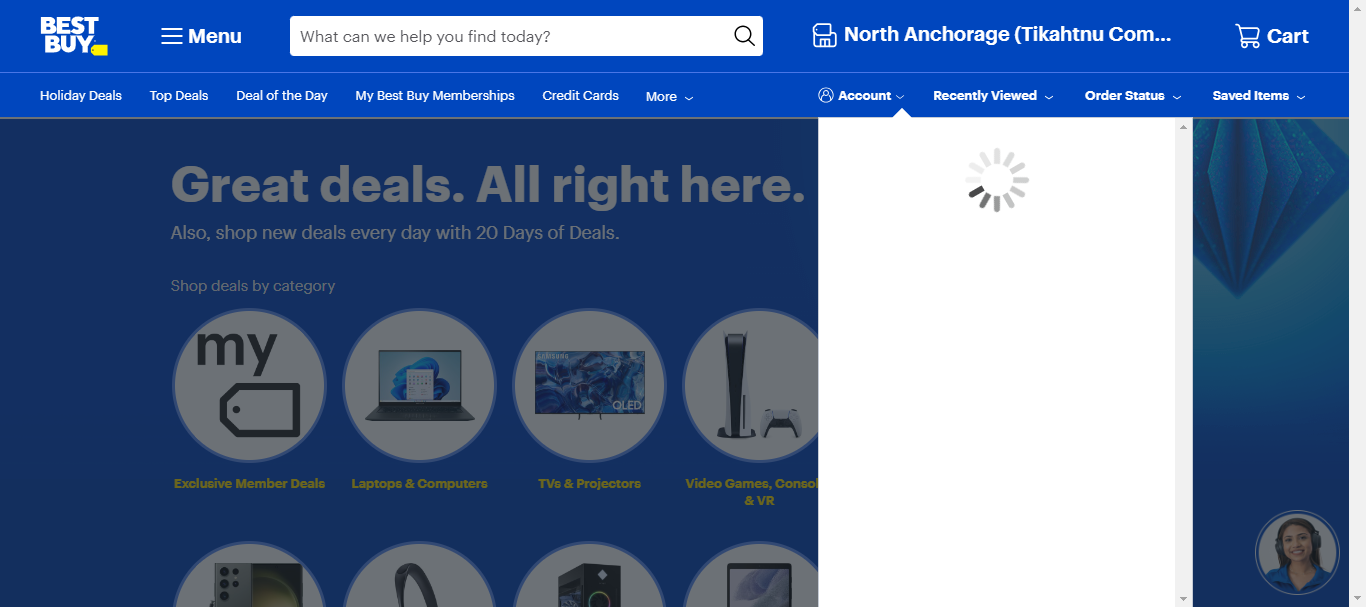 BEST
BUY
Menu
What can we help you find today?
North Anchorage (Tikahtnu Com...
Cart
Holiday Deals
Top Deals
Deal of the Day
My Best Buy Memberships
Credit Cards
More
Account
Recently Viewed
Order Status
Saved Items
Great deals. All right here.
Also, shop new deals every day with 20 Days of Deals.
Shop deals by category
my
SAMSUNG
QLED
Exclusive Member Deals
Laptops & Computers
TVs & Projectors
Video Games, Consol
& VR